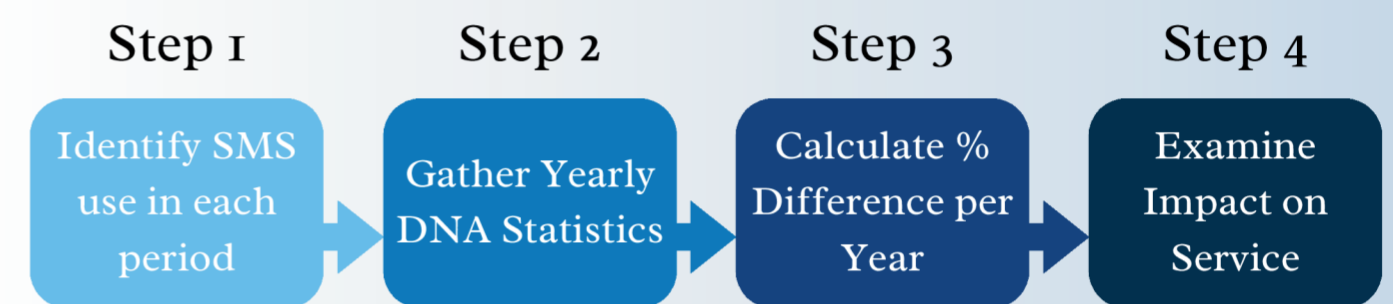 Step 1
Step 2
Step 3
Step 4
Identify SMS
use in each
period
Gather Yearly
DNA Statistics
Calculate %
Difference per
Year
Examine
Impact on
Service